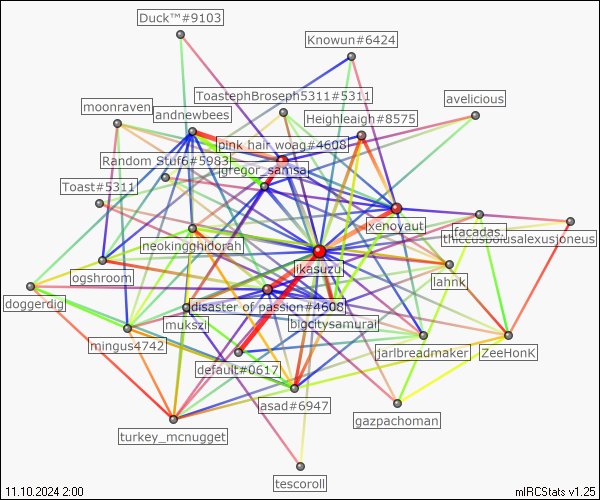 Duck™#9103
Knowun#6424
ToastephBroseph5311#5311
avelicious
moonraven
andnewbees
Heighleaigh#8575
pink hair woag#4608
Random Stuf6#5983
gregor_samsa
Toast#5311
xenoyaut
facadas.
thiccusbolusalexusjoneus
neokingghidorah
ikasuzu
ogshroom
lahnk
doggerdig
disaster of passion#4608
mukszi
bigcitysamurai
mingus4742
jarlbreadmaker
ZeeHonK
default#0617
asad#6947
gazpachoman
turkey_mcnugget
tescoroll
11.10.2024 2:00
mIRCStats v1.25